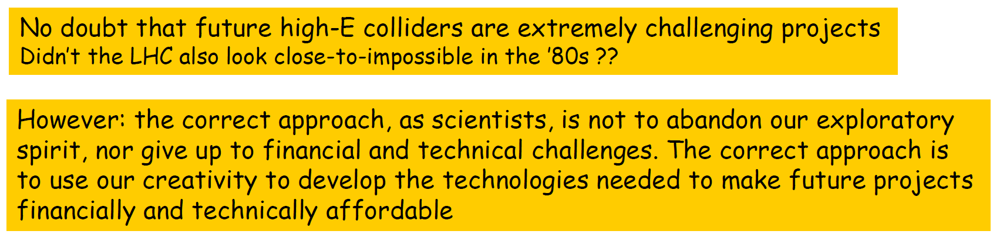 No doubt that future high-E colliders are extremely challenging projects
Didn't the LHC also look close-to-impossible in the '80s ??
However: the correct approach, as scientists, is not to abandon our exploratory
spirit, nor give up to financial and technical challenges. The correct approach is
to use our creativity to develop the technologies needed to make future projects
financially and technically affordable